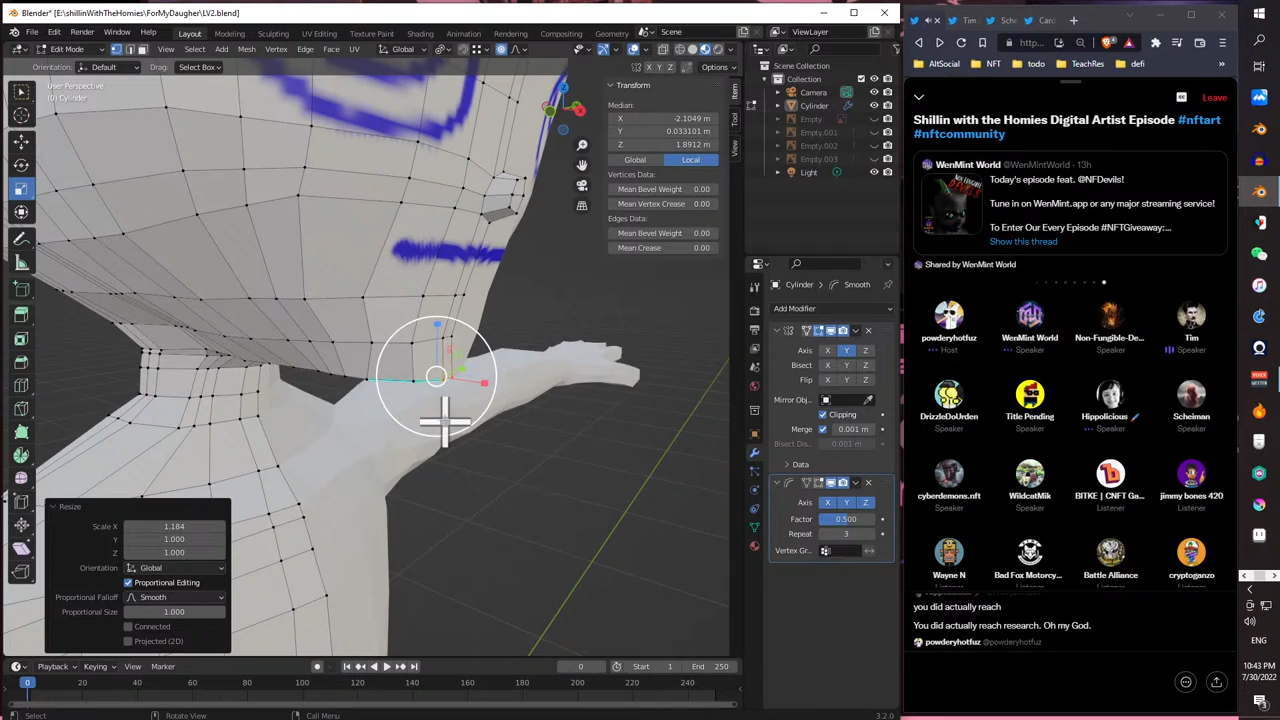 Blender* [E:\shillinWithTheHomies\ForMyDaugher\LV2.blend]
File Edit Render Window Help Layout Modeling Sculpting UV Editing Texture Paint Shading Animation Rendering Compositing Geometry Scene ViewLayer
Edit Mode View Select Add Mesh Vertex Edge Face UV Global
Orientation: Default Drag: Select Box X Y Z Options
User Perspective
(0) Cylinder
Transform
Median:
X -2.1049 m
Y 0.033101 m
Z 1.8912 m
Global Local
Vertices Data:
Mean Bevel Weight 0.00
Mean Vertex Crease 0.00
Edges Data:
Mean Bevel Weight 0.00
Mean Crease 0.00
Item
Tool
View
Scene Collection
Collection
Camera
Cylinder
Empty
Empty.001
Empty.002
Empty.003
Light
Cylinder Smooth
Add Modifier
Axis X Y Z
Bisect X Y Z
Flip X Y Z
Mirror Obj..
Clipping
Merge 0.001 m
Bisect Dis.. 0.001 m
Data
Axis X Y Z
Factor 0.500
Repeat 3
Vertex Gr..
Resize
Scale X 1.184
Y 1.000
Z 1.000
Orientation Global
Proportional Editing
Proportional Falloff Smooth
Proportional Size 1.000
Connected
Projected (2D)
Playback Keying View Marker 0 Start 1 End 250
0 20 40 60 80 100 120 140 160 180 200 220 240
Select Rotate View Call Menu 3.2.0
Tim Sche Card
http...
AltSocial NFT todo TeachRes defi
Leave
Shillin with the Homies Digital Artist Episode #nftart
#nftcommunity
WenMint World @WenMintWorld · 13h
Today's episode feat. @NFDevils!
Tune in on WenMint.app or any major streaming service!
To Enter Our Every Episode #NFTGiveaway:...
Show this thread
Shared by WenMint World
powderyhotfuz WenMint World Non-Fungible-De... Tim
Host Speaker Speaker Speaker
DrizzleDoUrden Title Pending Hippolicious Scheiman
Speaker Speaker Speaker Speaker
cyberdemons.nft WildcatMik BITKE | CNFT Ga... jimmy bones 420
Speaker Speaker Listener Listener
Wayne N Bad Fox Motorcy... Battle Alliance cryptoganzo
you did actually reach
You did actually reach research. Oh my God.
powderyhotfuz @powderyhotfuz
ENG
10:43 PM
7/30/2022